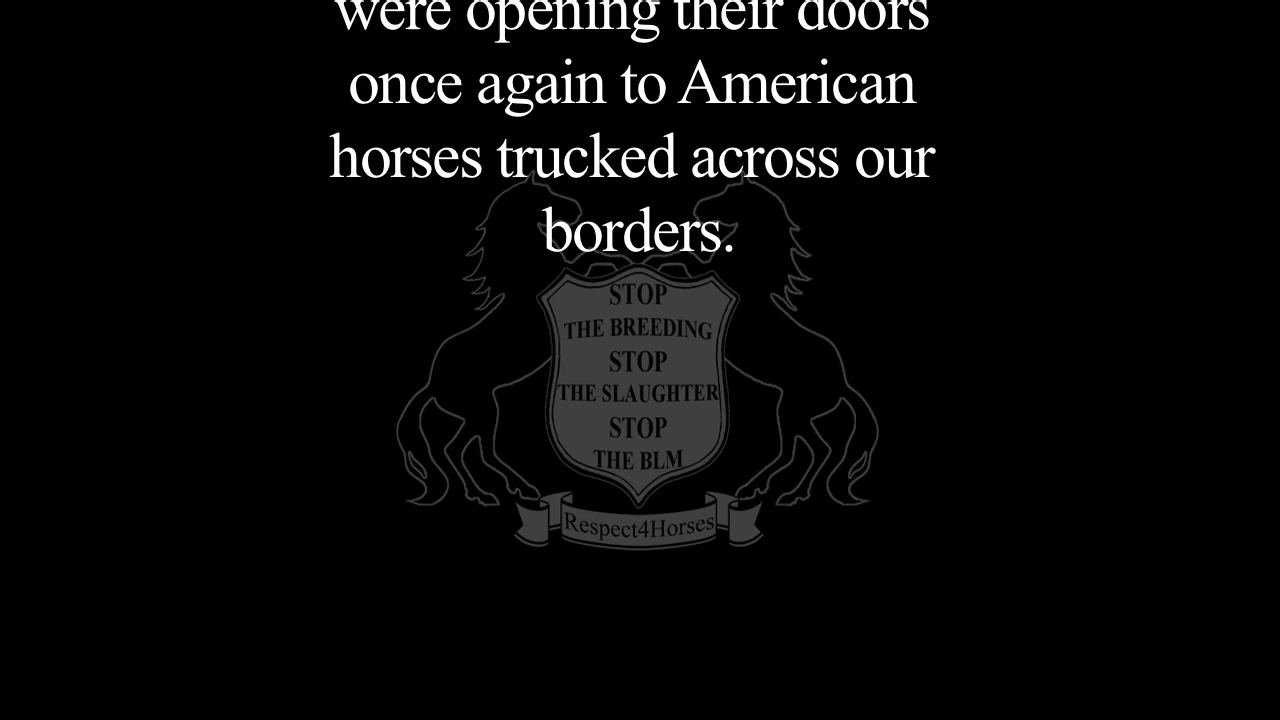 were opening their doors
once again to American
horses trucked across our
borders.
STOP
THE BREEDING
STOP
THE SLAUGHTER
STOP
THE BLM
Respect4Horses